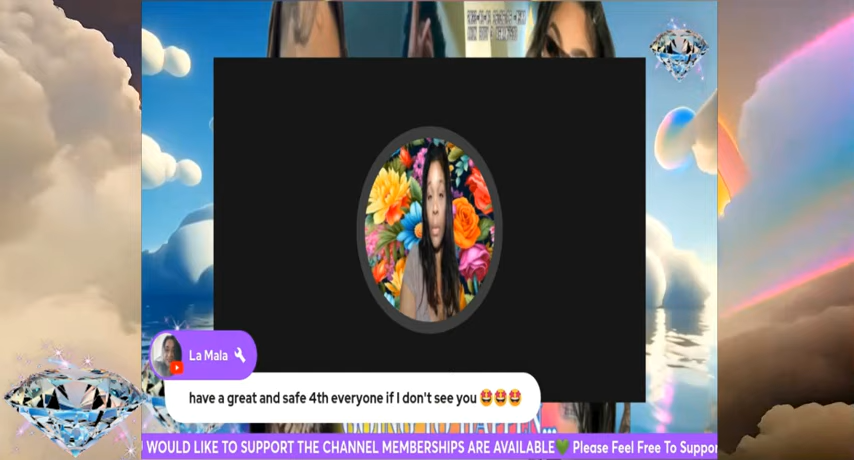 La Mala
have a great and safe 4th everyone if I don't see you 🤩🤩🤩
WOULD LIKE TO SUPPORT THE CHANNEL MEMBERSHIPS ARE AVAILABLE💚 Please Feel Free To Suppor